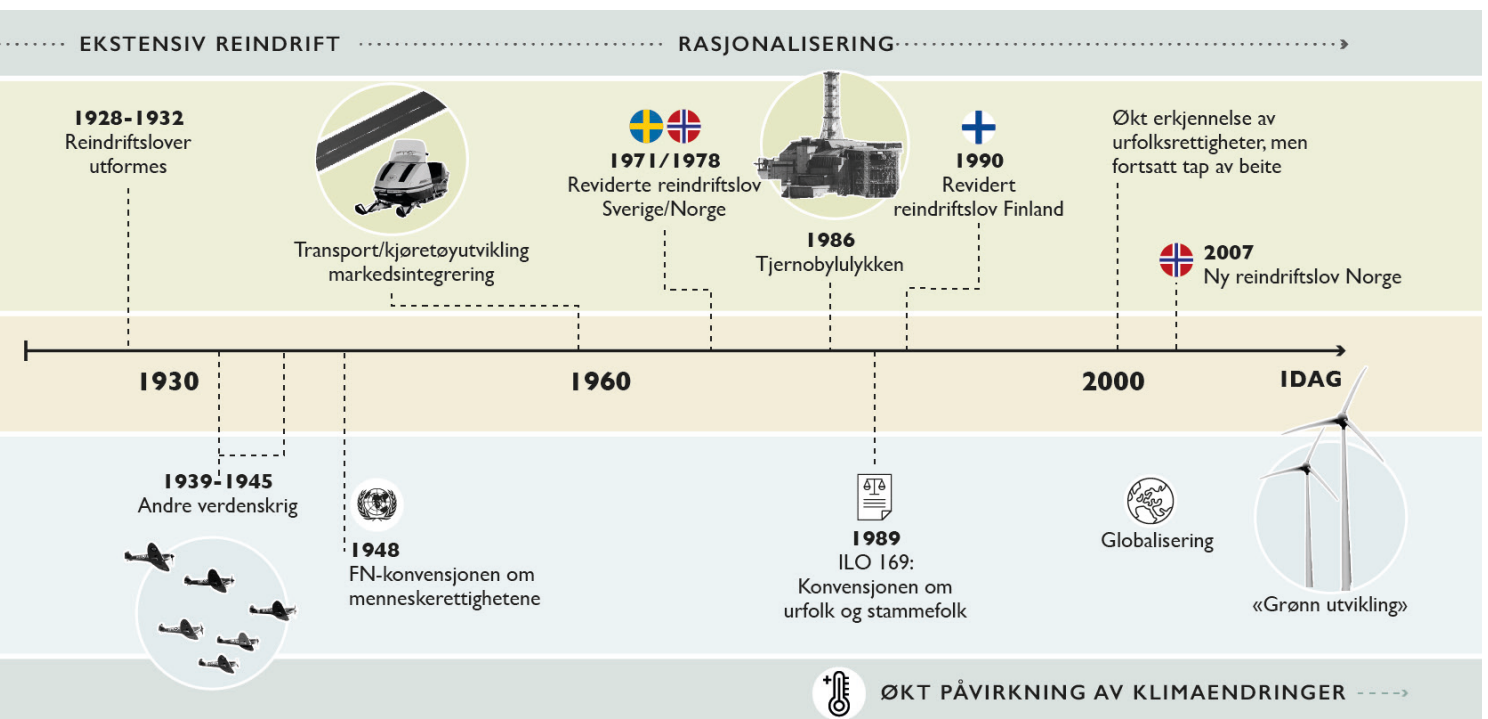 EKSTENSIV REINDRIFT
RASJONALISERING
1928-1932
Reindriftslover
utformes
Transport/kjøretøyutvikling
markedsintegrering
1971/1978
Reviderte reindriftslov
Sverige/Norge
1986
Tjernobylulykken
1990
Revidert
reindriftslov Finland
Økt erkjennelse av
urfolksrettigheter, men
fortsatt tap av beite
2007
Ny reindriftslov Norge
1930
1960
2000
IDAG
1939-1945
Andre verdenskrig
1948
FN-konvensjonen om
menneskerettighetene
1989
ILO 169:
Konvensjonen om
urfolk og stammefolk
Globalisering
«Grønn utvikling»
ØKT PÅVIRKNING AV KLIMAENDRINGER